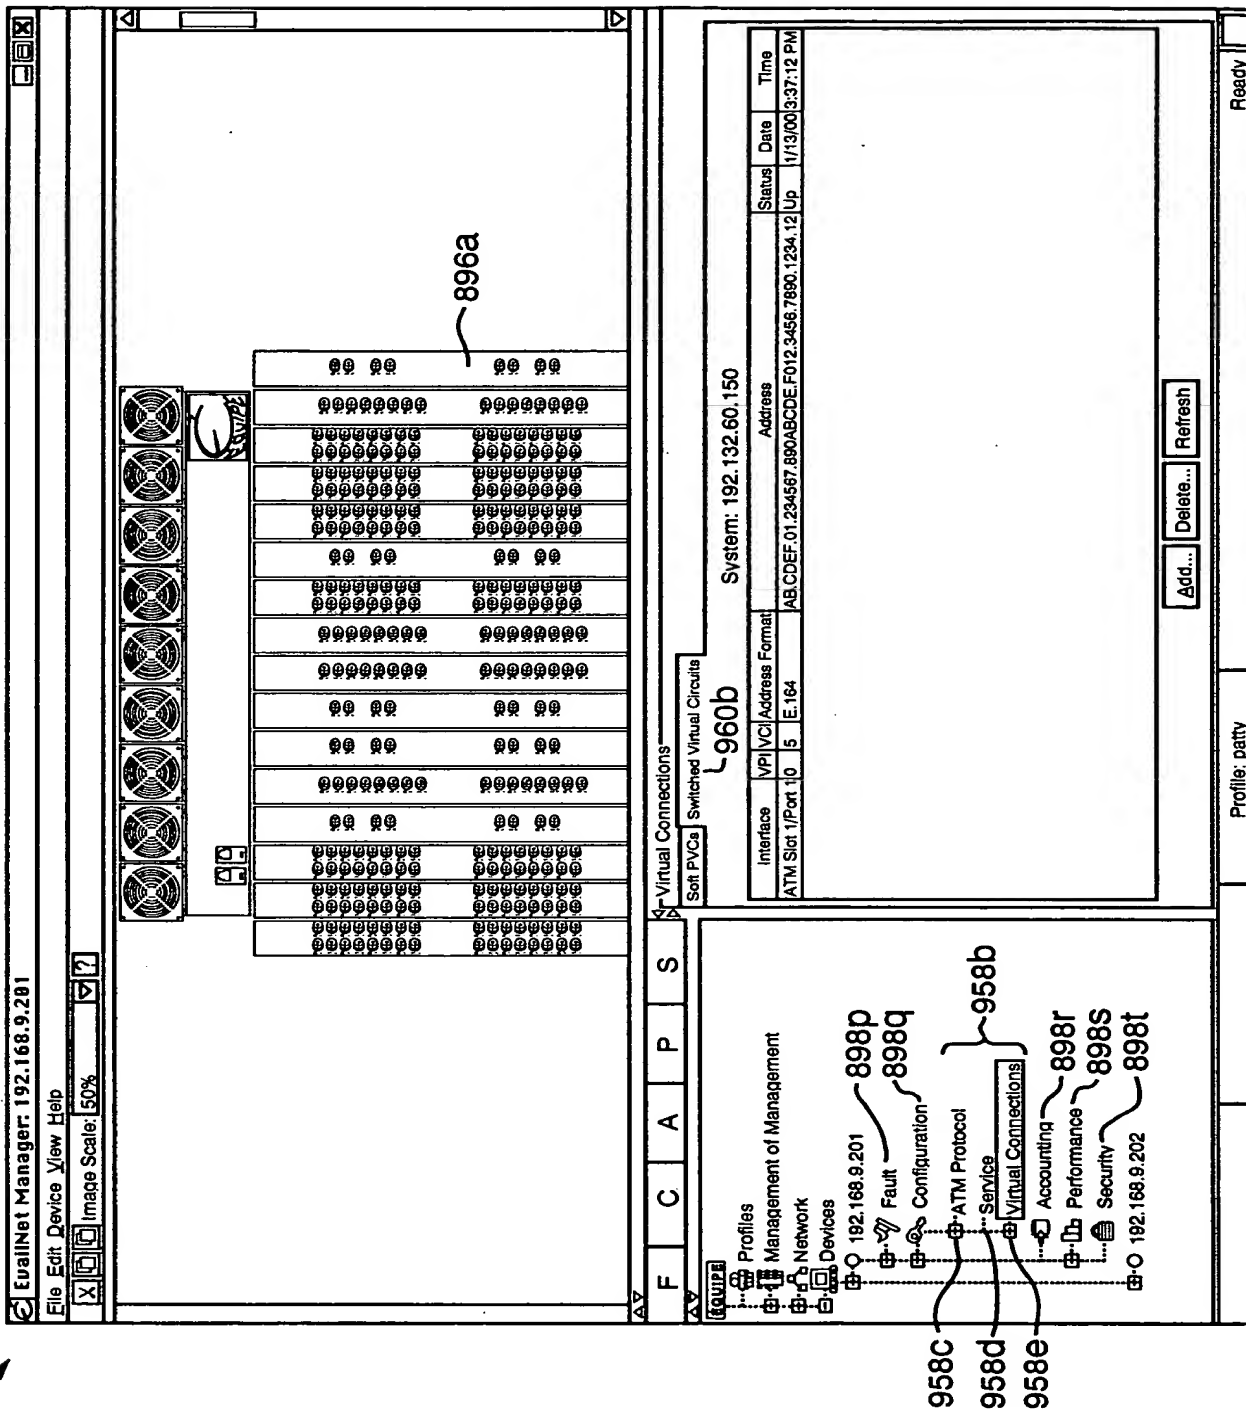 EvailNet Manager: 192.168.9.201
File Edit Device View Help
X Image Scale: 50% ?
EQUIPE
896a
F C A P S
EQUIPE
Profiles
Management of Management
Network
Devices
192.168.9.201
Fault
Configuration
ATM Protocol
Service
Virtual Connections
Accounting
Performance
Security
192.168.9.202
898p
898q
958b
898r
898s
898t
958c
958d
958e
Virtual Connections
Soft PVCs Switched Virtual Circuits
960b
System: 192.132.60.150
Interface VPI VCI Address Format Address Status Date Time
ATM Slot 1/Port 1 0 5 E.164 AB.CDEF.01.234567.890ABCDE.F012.3456.7890.1234.12 Up 1/13/00 3:37:12 PM
Add... Delete... Refresh
Profile: patty
Ready